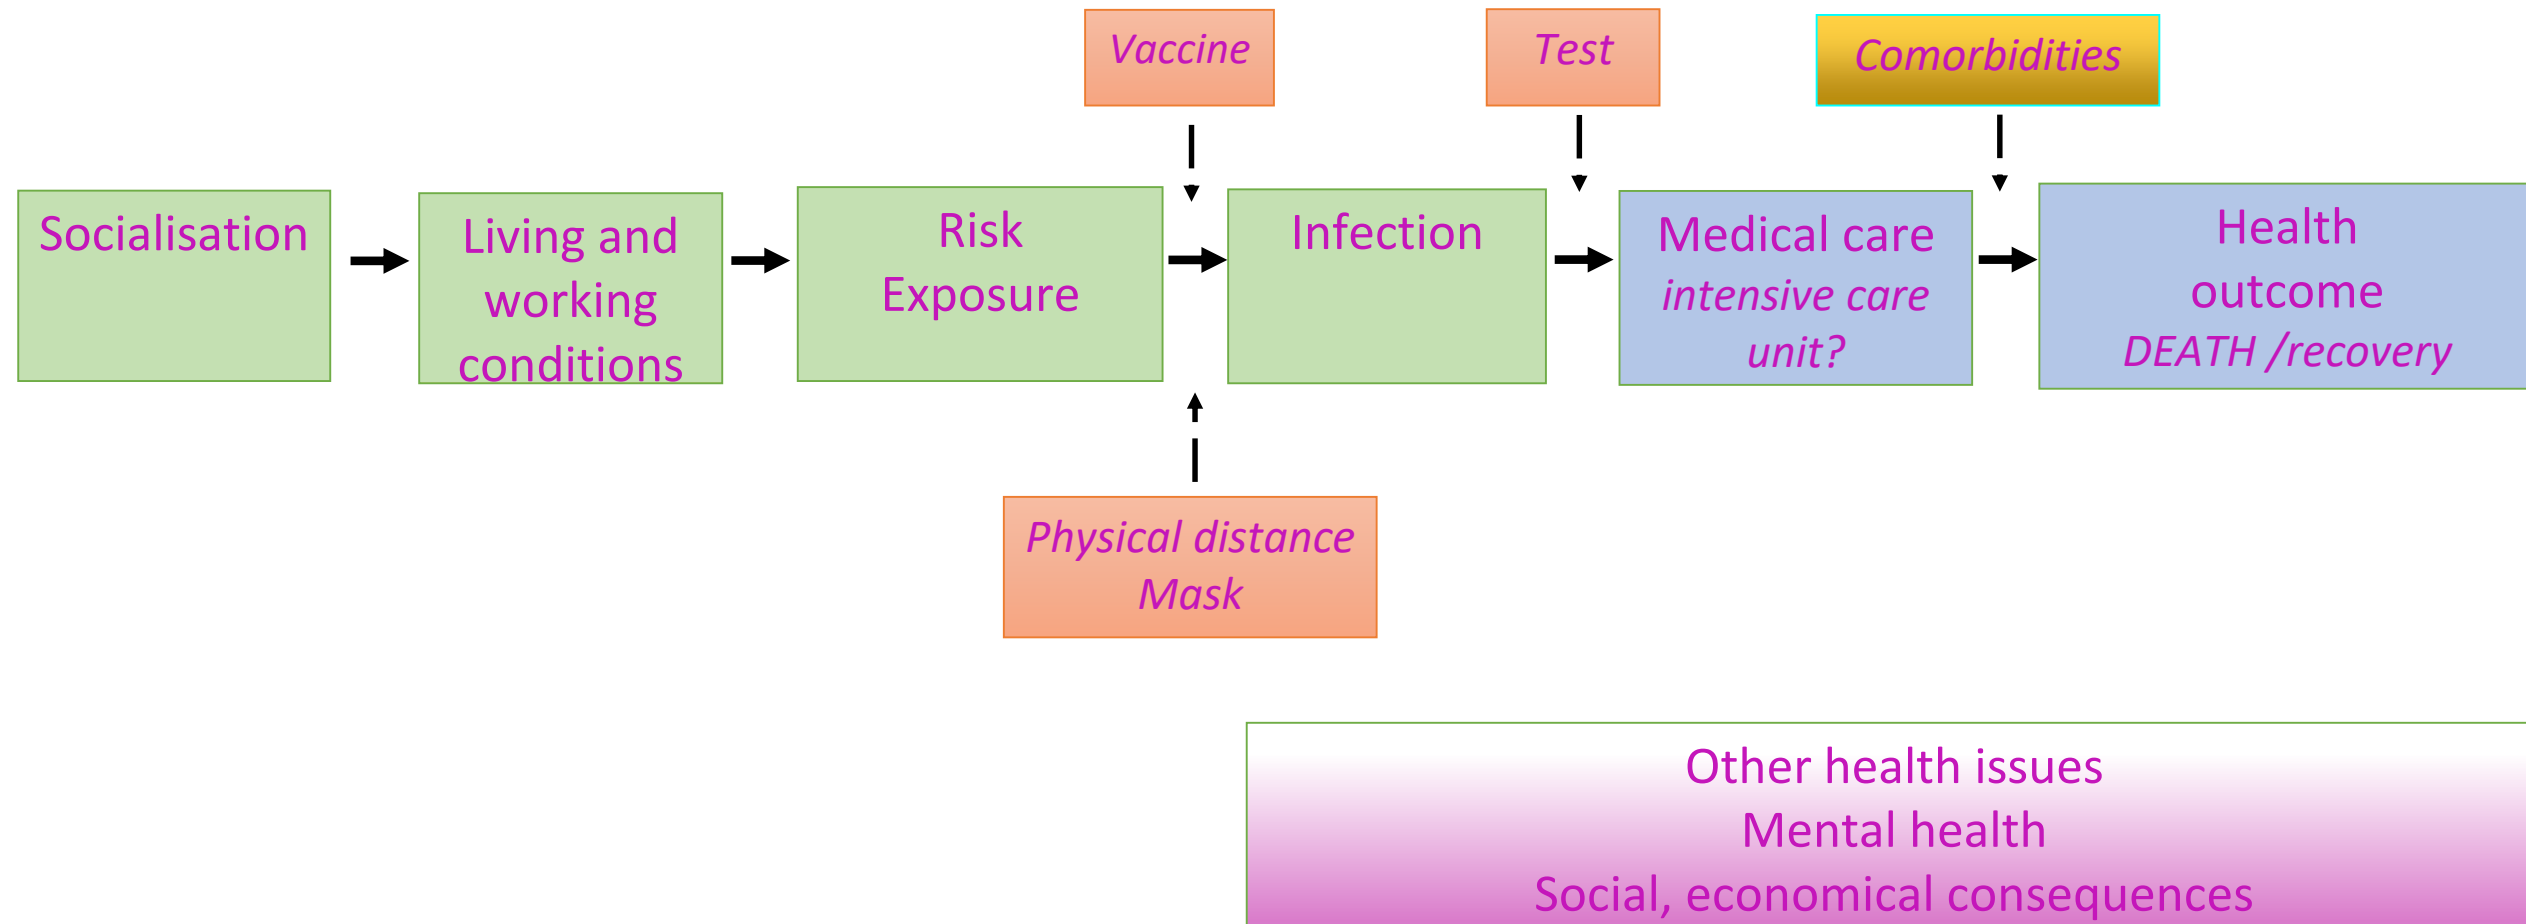 Vaccine
Test
Comorbidities
Socialisation
Living and
working
conditions
Risk
Exposure
Infection
Medical care
intensive care
unit?
Health
outcome
DEATH /recovery
Physical distance
Mask
Other health issues
Mental health
Social, economical consequences